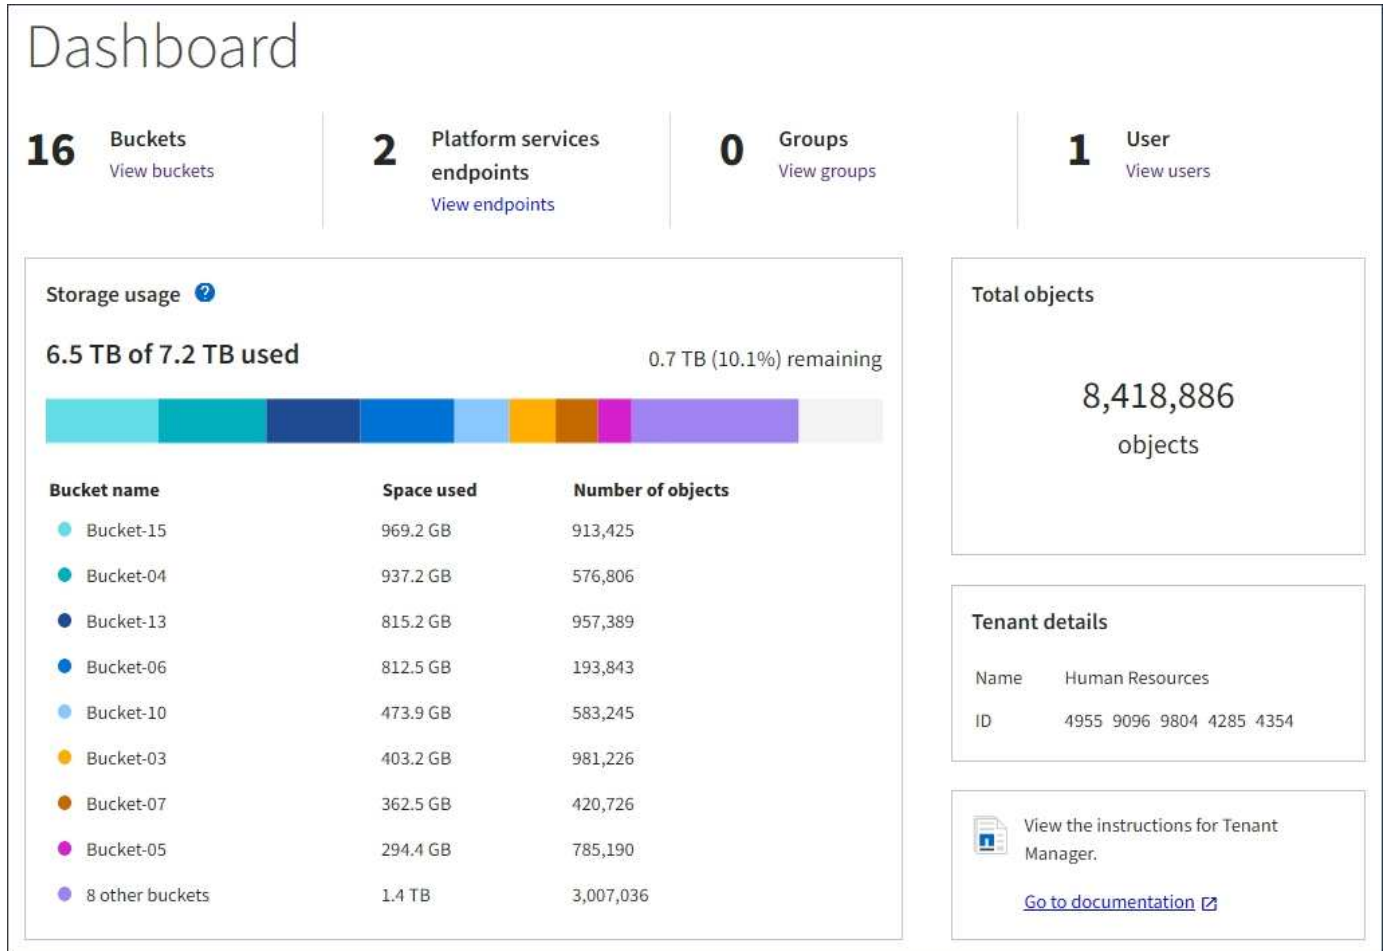 Dashboard
16 Buckets
View buckets
2 Platform services
endpoints
View endpoints
0 Groups
View groups
1 User
View users
Storage usage ?
6.5 TB of 7.2 TB used
0.7 TB (10.1%) remaining
Bucket name Space used Number of objects
Bucket-15 969.2 GB 913,425
Bucket-04 937.2 GB 576,806
Bucket-13 815.2 GB 957,389
Bucket-06 812.5 GB 193,843
Bucket-10 473.9 GB 583,245
Bucket-03 403.2 GB 981,226
Bucket-07 362.5 GB 420,726
Bucket-05 294.4 GB 785,190
8 other buckets 1.4 TB 3,007,036
Total objects
8,418,886
objects
Tenant details
Name Human Resources
ID 4955 9096 9804 4285 4354
View the instructions for Tenant
Manager.
Go to documentation